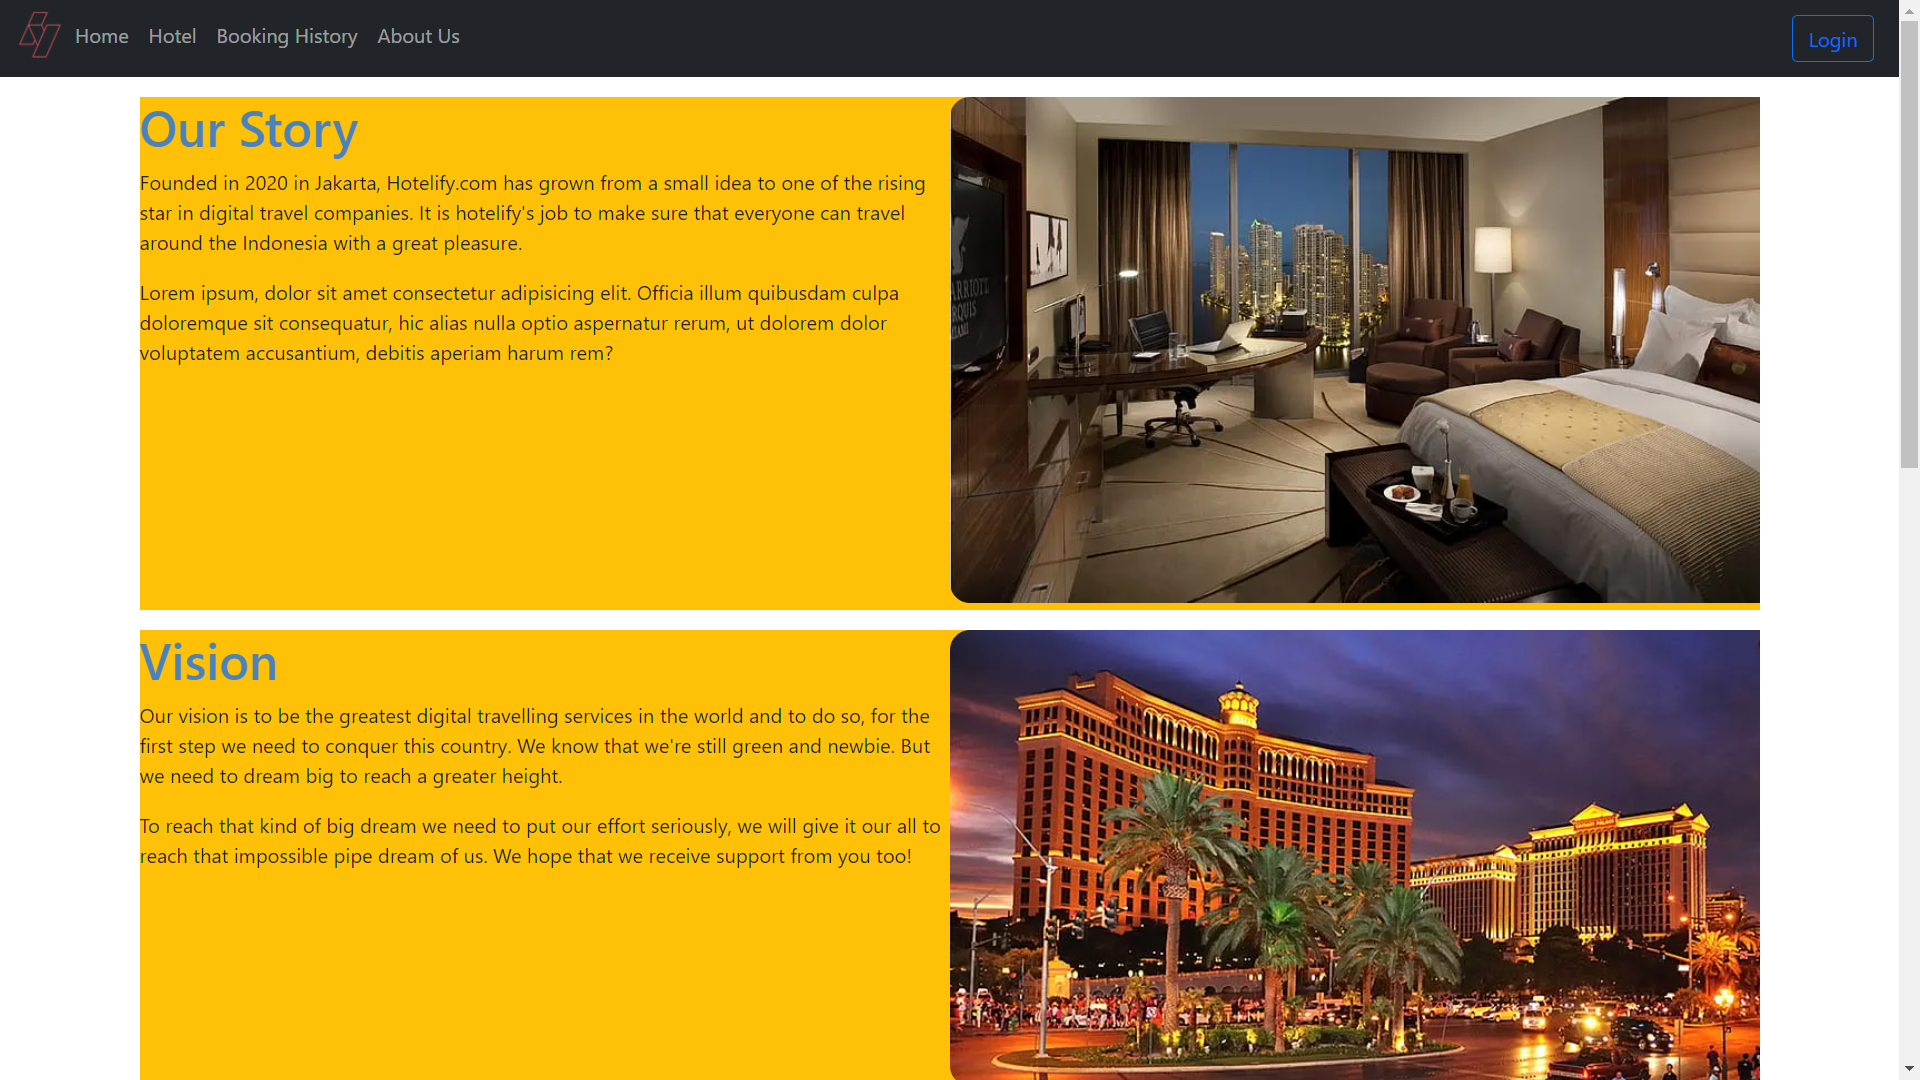 Home Hotel Booking History About Us Login
Our Story
Founded in 2020 in Jakarta, Hotelify.com has grown from a small idea to one of the rising
star in digital travel companies. It is hotelify's job to make sure that everyone can travel
around the Indonesia with a great pleasure.
Lorem ipsum, dolor sit amet consectetur adipisicing elit. Officia illum quibusdam culpa
doloremque sit consequatur, hic alias nulla optio aspernatur rerum, ut dolorem dolor
voluptatem accusantium, debitis aperiam harum rem?
ARRIOTT
RQUIS
MIAMI
Vision
Our vision is to be the greatest digital travelling services in the world and to do so, for the
first step we need to conquer this country. We know that we're still green and newbie. But
we need to dream big to reach a greater height.
To reach that kind of big dream we need to put our effort seriously, we will give it our all to
reach that impossible pipe dream of us. We hope that we receive support from you too!